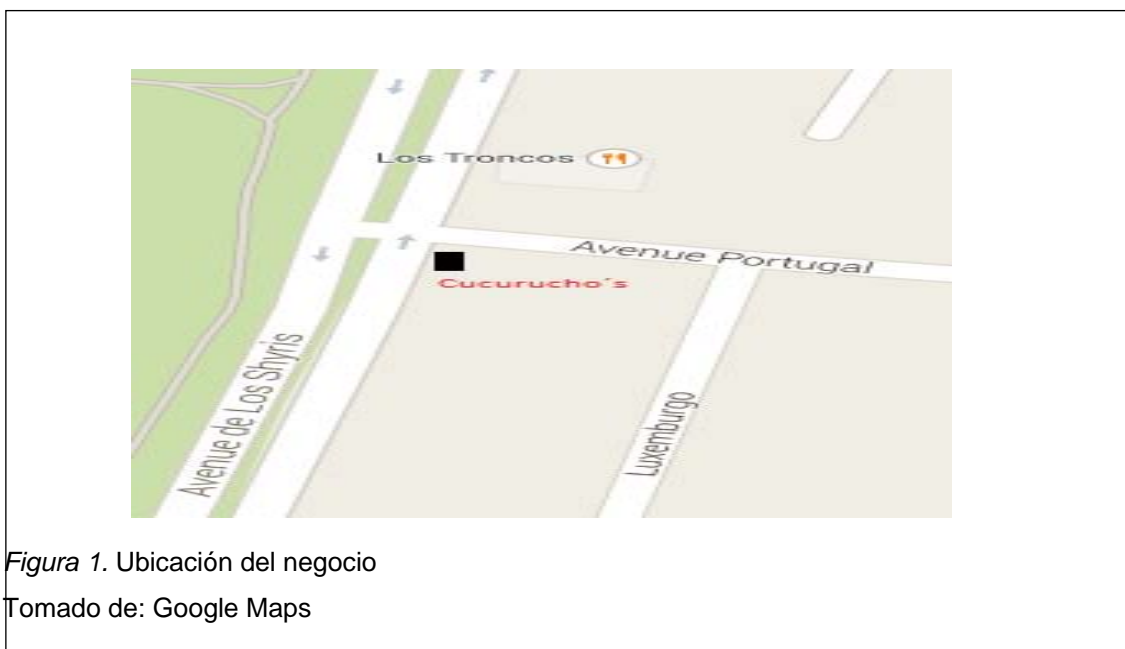 Los Troncos
Avenue Portugal
Cucurucho´s
Avenue de Los Shyris
Luxemburgo
Figura 1. Ubicación del negocio
Tomado de: Google Maps